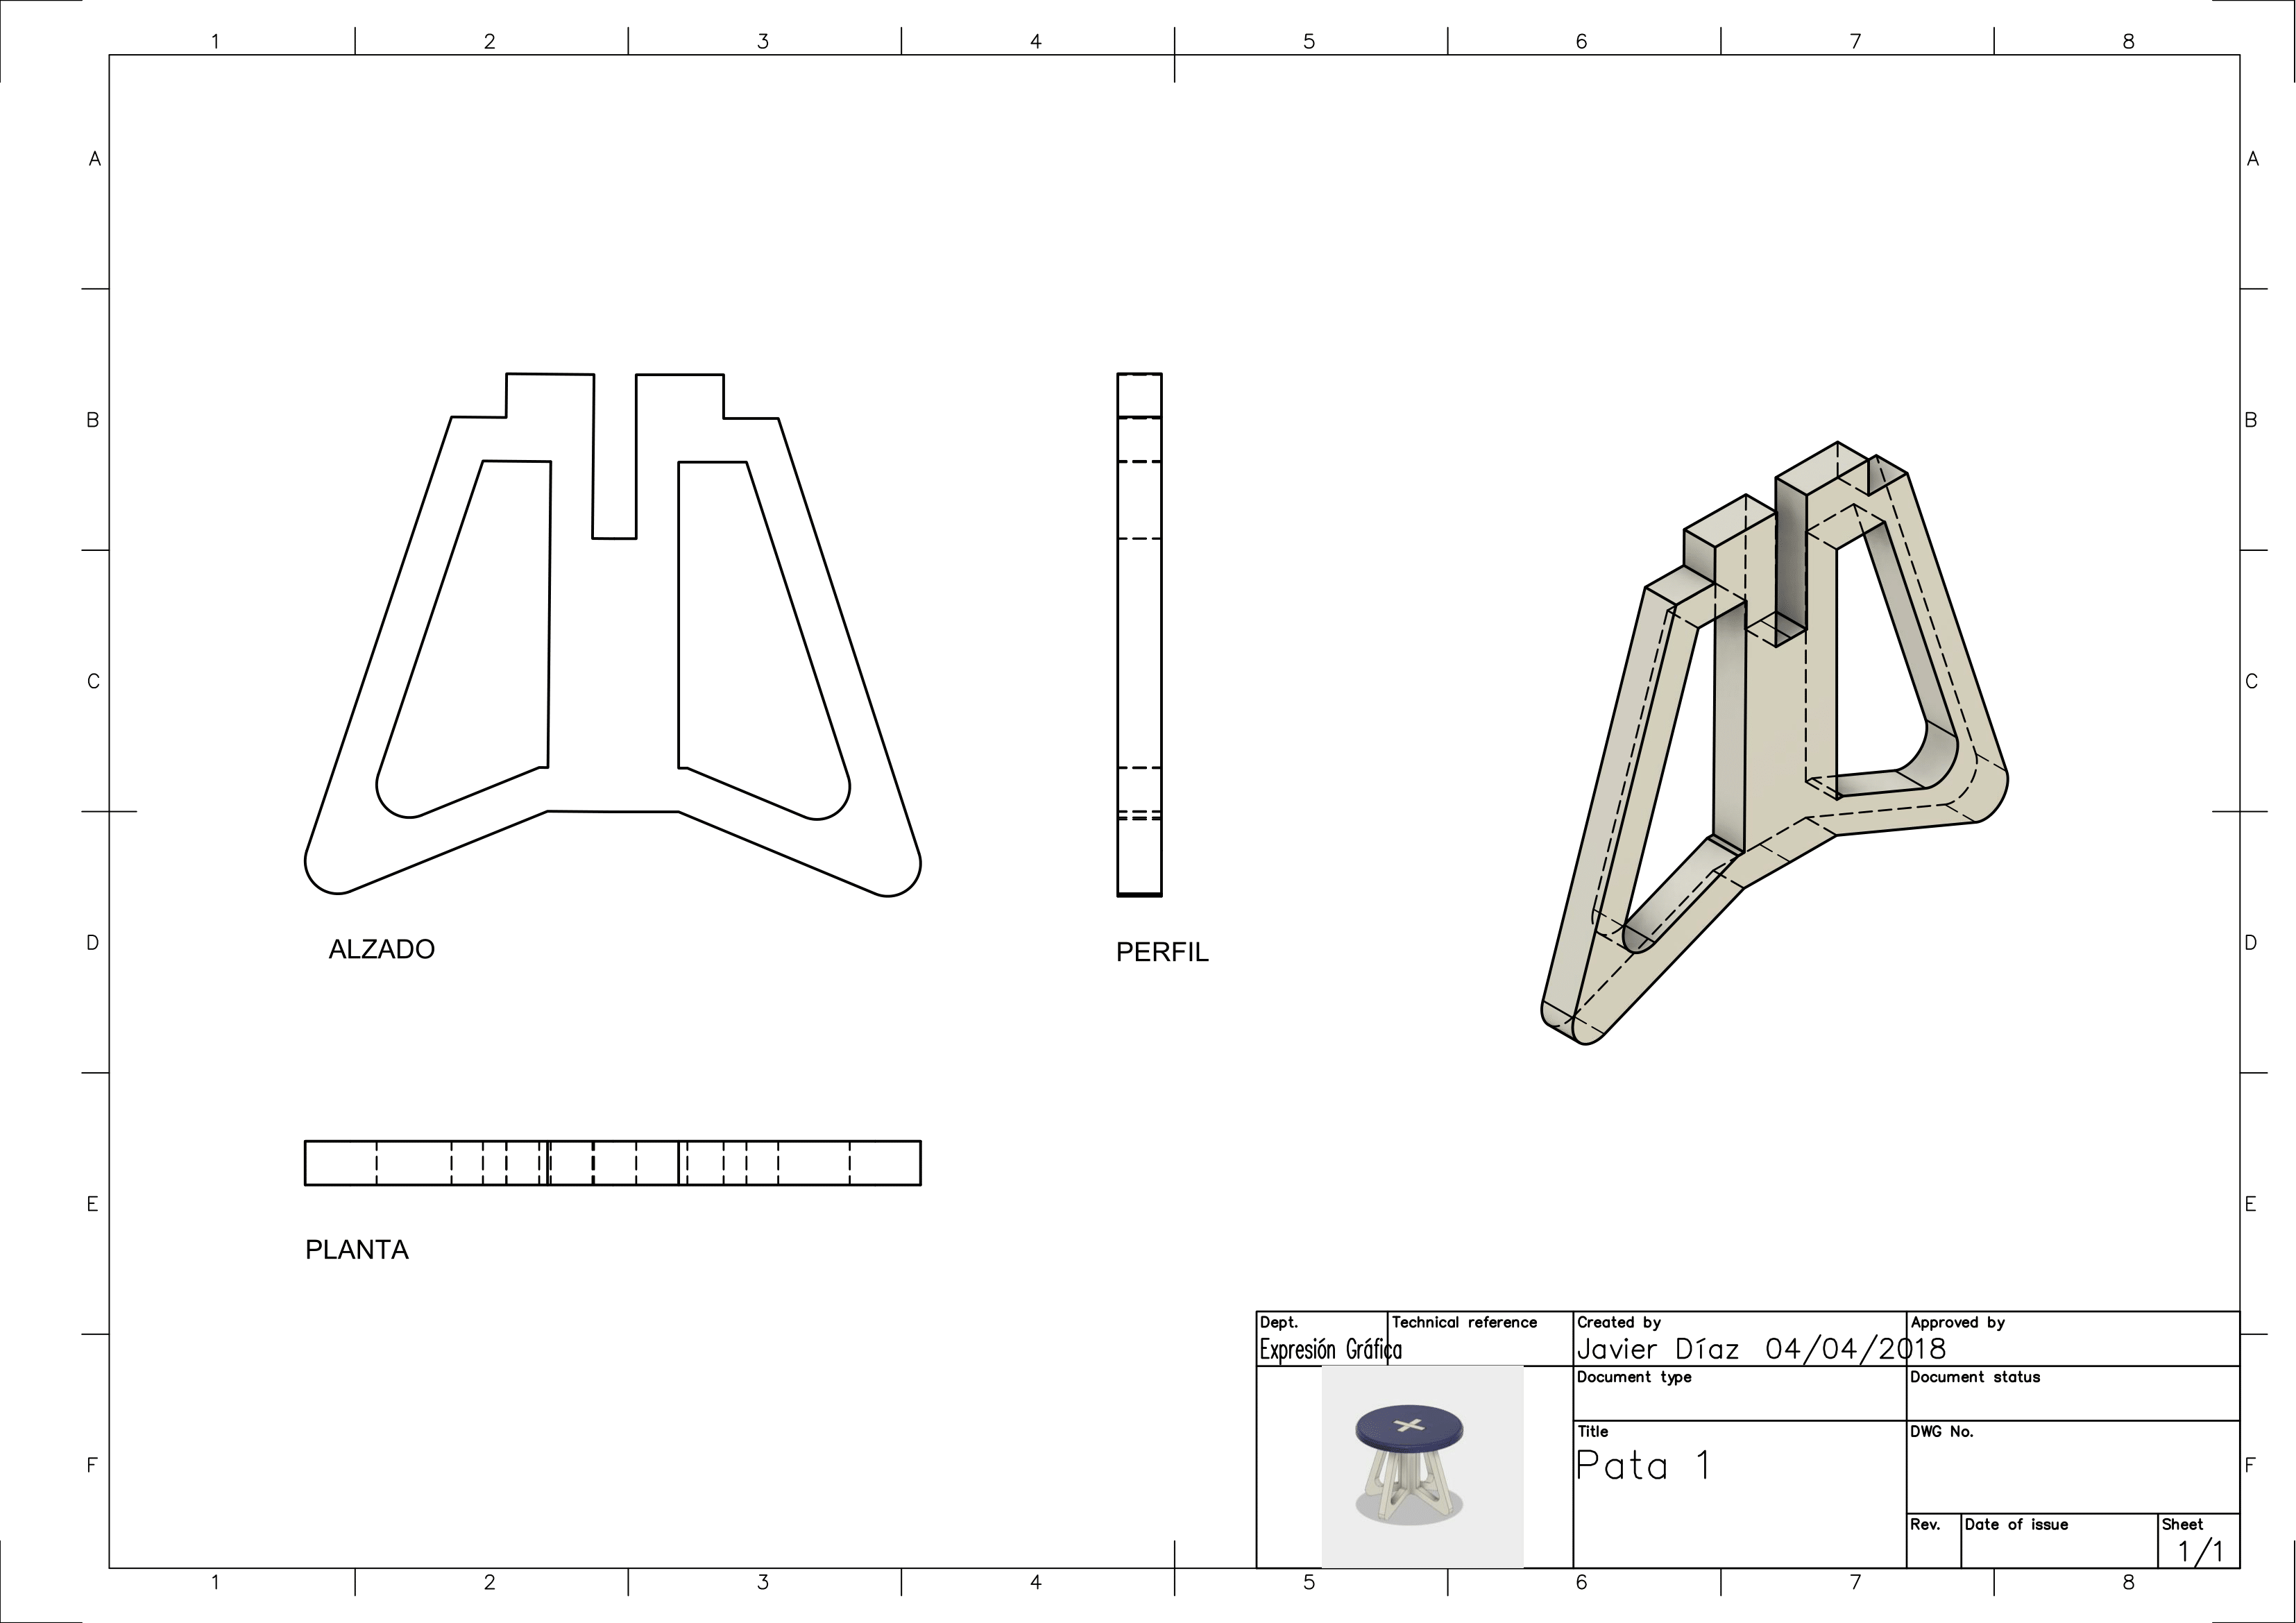 1 2 3 4 5 6 7 8
A A
B B
C C
ALZADO PERFIL
D D
E E
PLANTA
Dept. Technical reference Created by Approved by
Expresión Gráfica Javier Díaz 04/04/2018
Document type Document status
Title DWG No.
Pata 1
F F
Rev. Date of issue Sheet
1/1
1 2 3 4 5 6 7 8